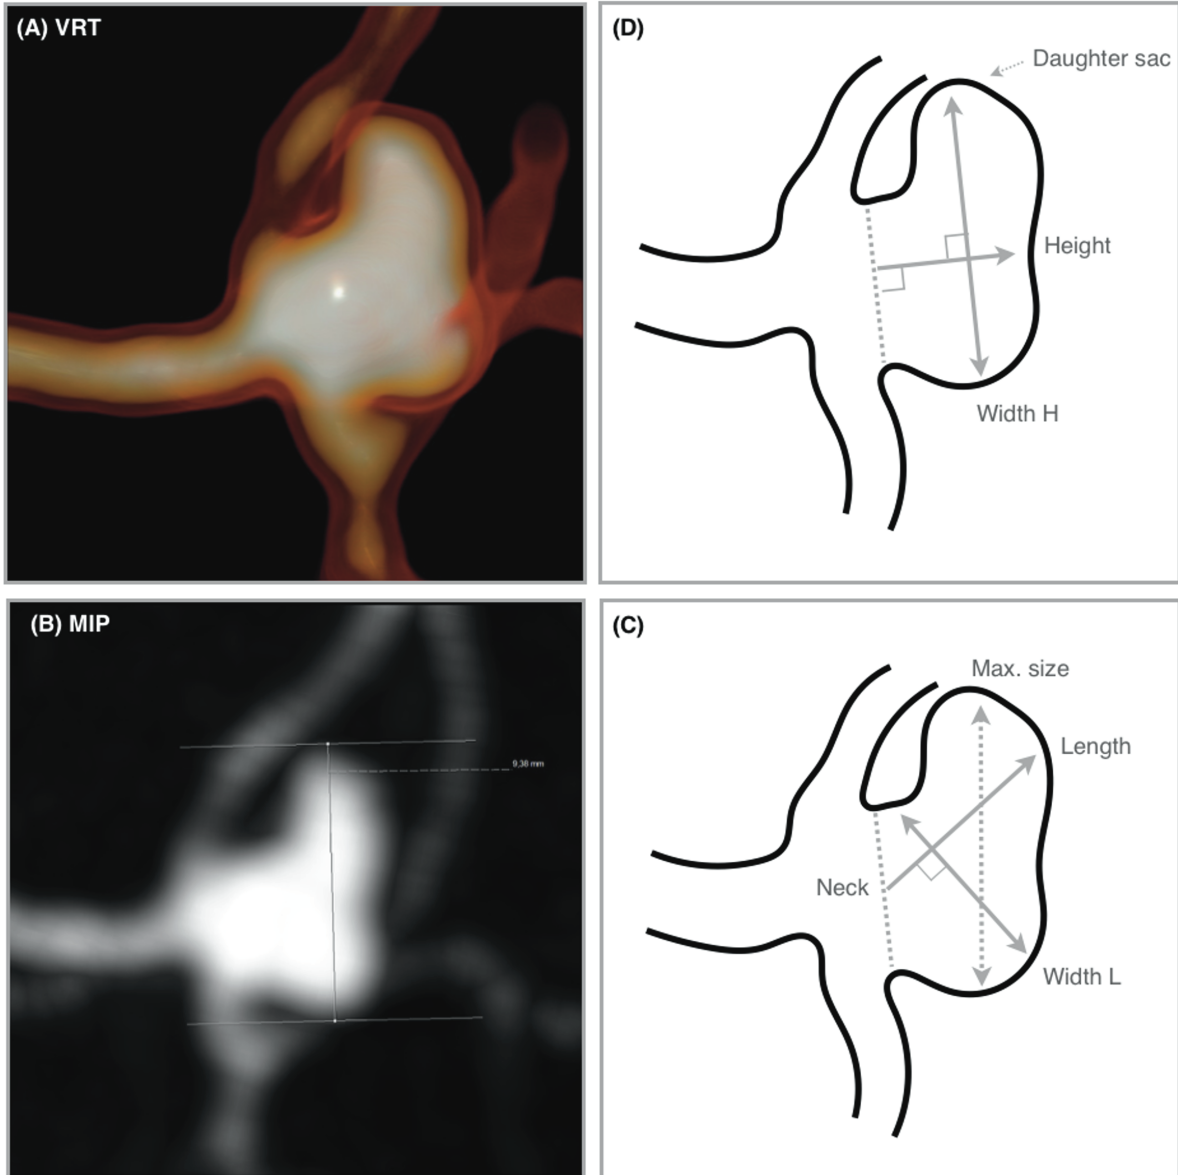 (A) VRT
(D)
Daughter sac
Height
Width H
(B) MIP
9,38 mm
(C)
Max. size
Length
Neck
Width L